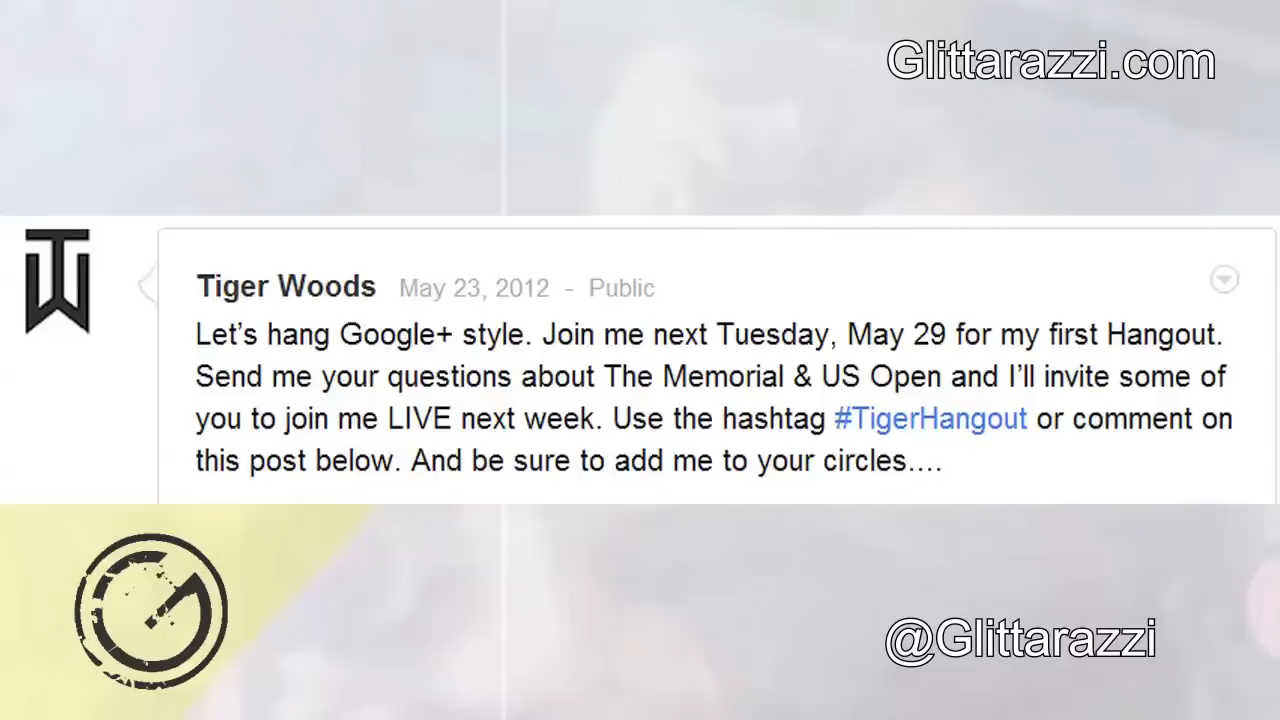 Glittarazzi.com
Tiger Woods May 23, 2012 - Public
Let’s hang Google+ style. Join me next Tuesday, May 29 for my first Hangout.
Send me your questions about The Memorial & US Open and I’ll invite some of
you to join me LIVE next week. Use the hashtag #TigerHangout or comment on
this post below. And be sure to add me to your circles....
@Glittarazzi